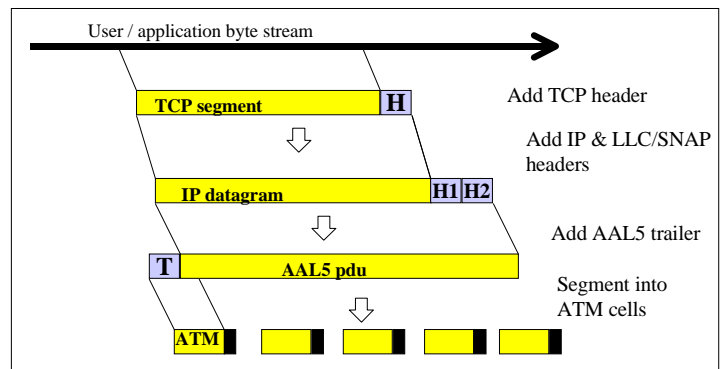 User / application byte stream
TCP segment
H
Add TCP header
Add IP & LLC/SNAP
headers
IP datagram
H1
H2
Add AAL5 trailer
T
AAL5 pdu
Segment into
ATM cells
ATM